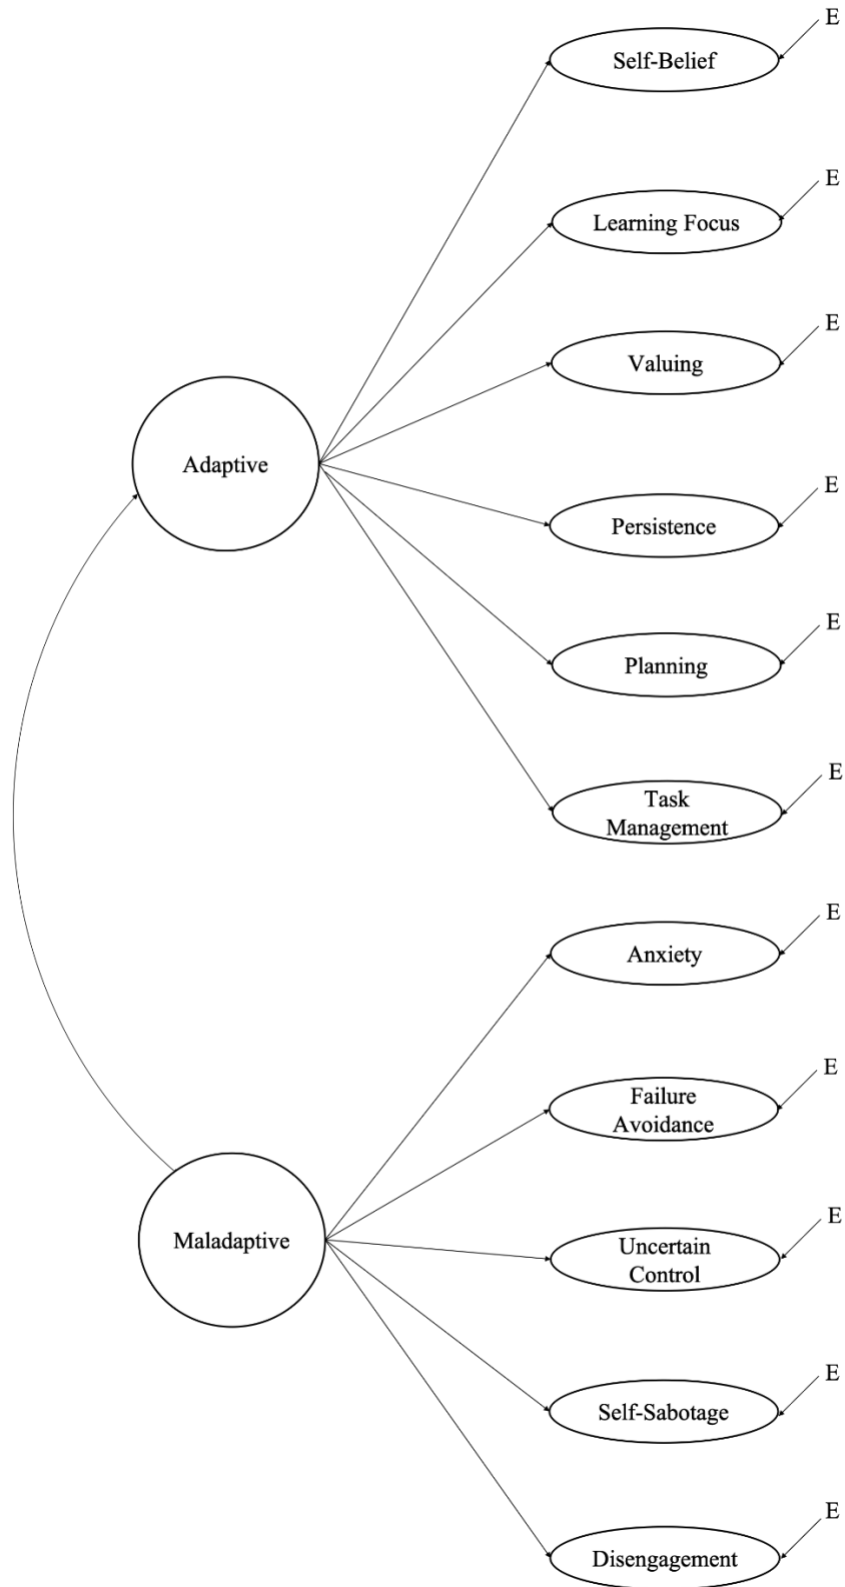 E
Self-Belief
E
Learning Focus
E
Valuing
Adaptive
E
Persistence
E
Planning
E
Task
Management
E
Anxiety
E
Failure
Avoidance
E
Uncertain
Control
Maladaptive
E
Self-Sabotage
E
Disengagement